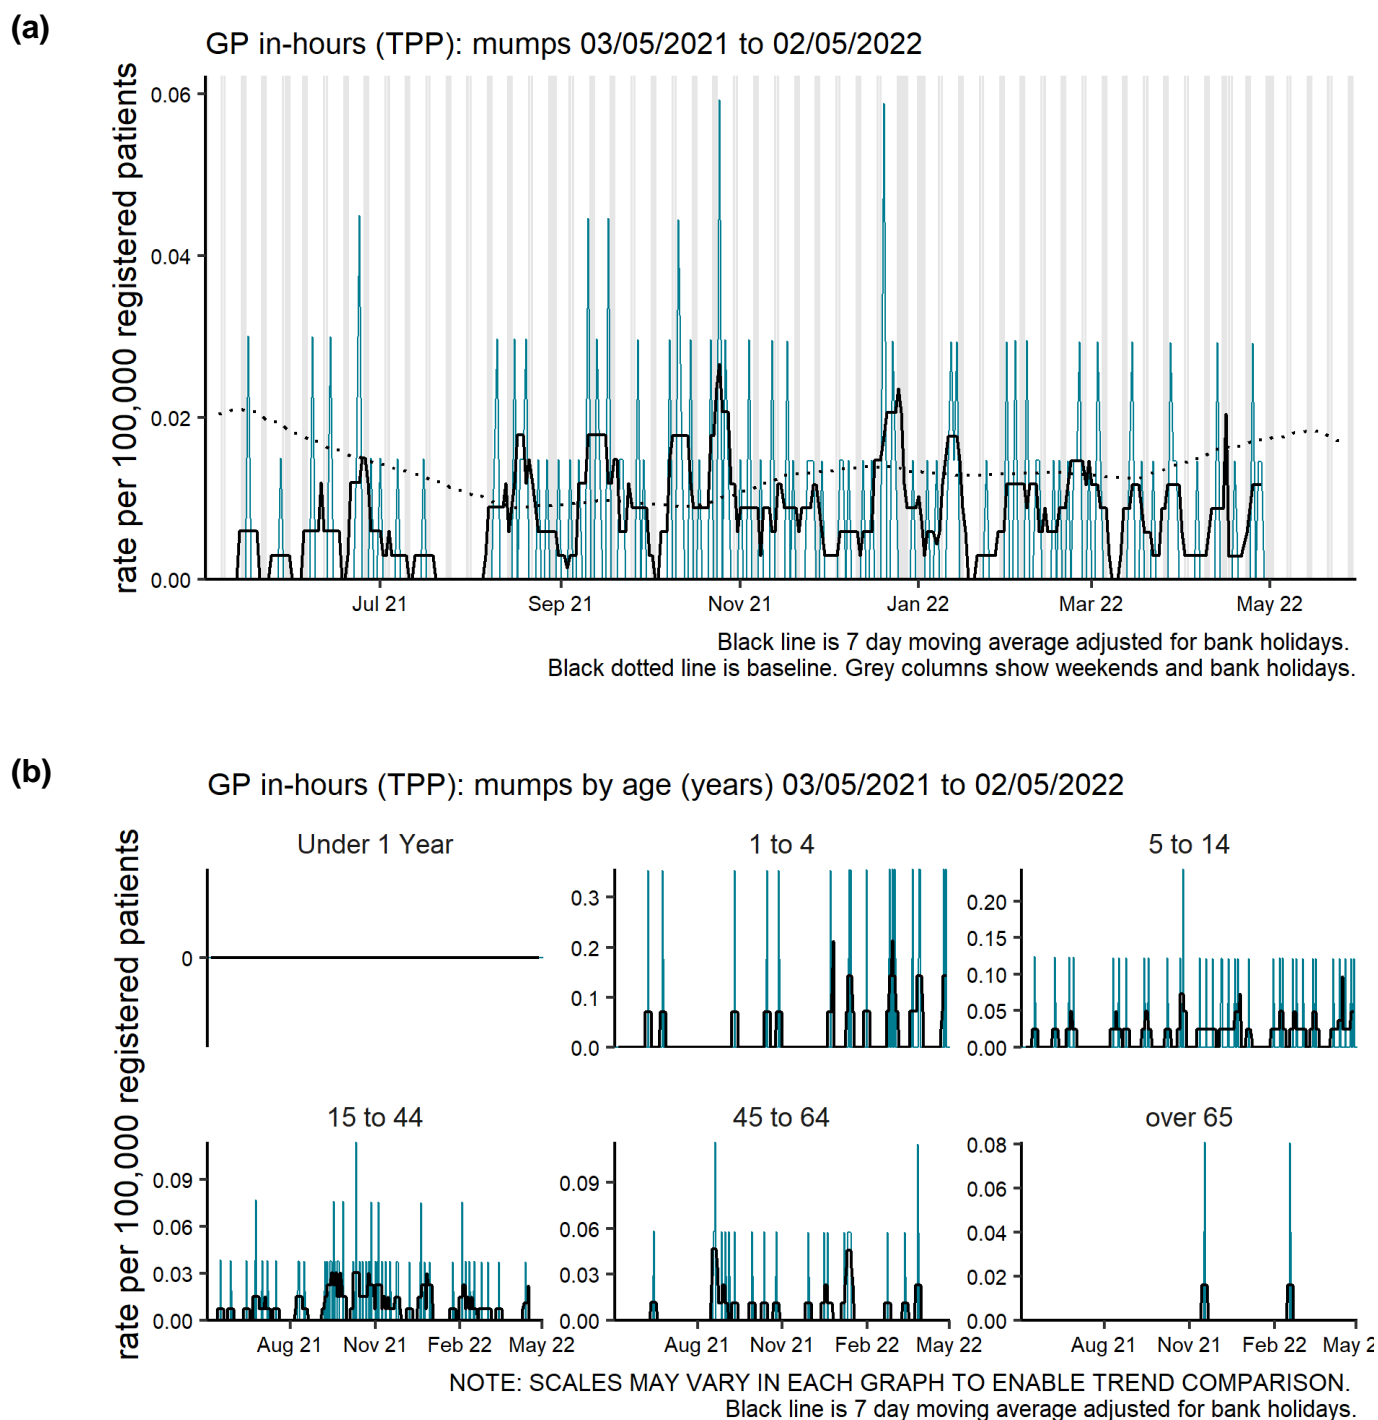 (a)
GP in-hours (TPP): mumps 03/05/2021 to 02/05/2022
rate per 100,000 registered patients
0.06
0.04
0.02
0.00
Jul 21 Sep 21 Nov 21 Jan 22 Mar 22 May 22
Black line is 7 day moving average adjusted for bank holidays.
Black dotted line is baseline. Grey columns show weekends and bank holidays.
(b)
GP in-hours (TPP): mumps by age (years) 03/05/2021 to 02/05/2022
rate per 100,000 registered patients
Under 1 Year
0
1 to 4
0.3
0.2
0.1
0.0
5 to 14
0.20
0.15
0.10
0.05
0.00
15 to 44
0.09
0.06
0.03
0.00
Aug 21 Nov 21 Feb 22 May 22
45 to 64
0.09
0.06
0.03
0.00
Aug 21 Nov 21 Feb 22 May 22
over 65
0.08
0.06
0.04
0.02
0.00
Aug 21 Nov 21 Feb 22 May 2
NOTE: SCALES MAY VARY IN EACH GRAPH TO ENABLE TREND COMPARISON.
Black line is 7 day moving average adjusted for bank holidays.